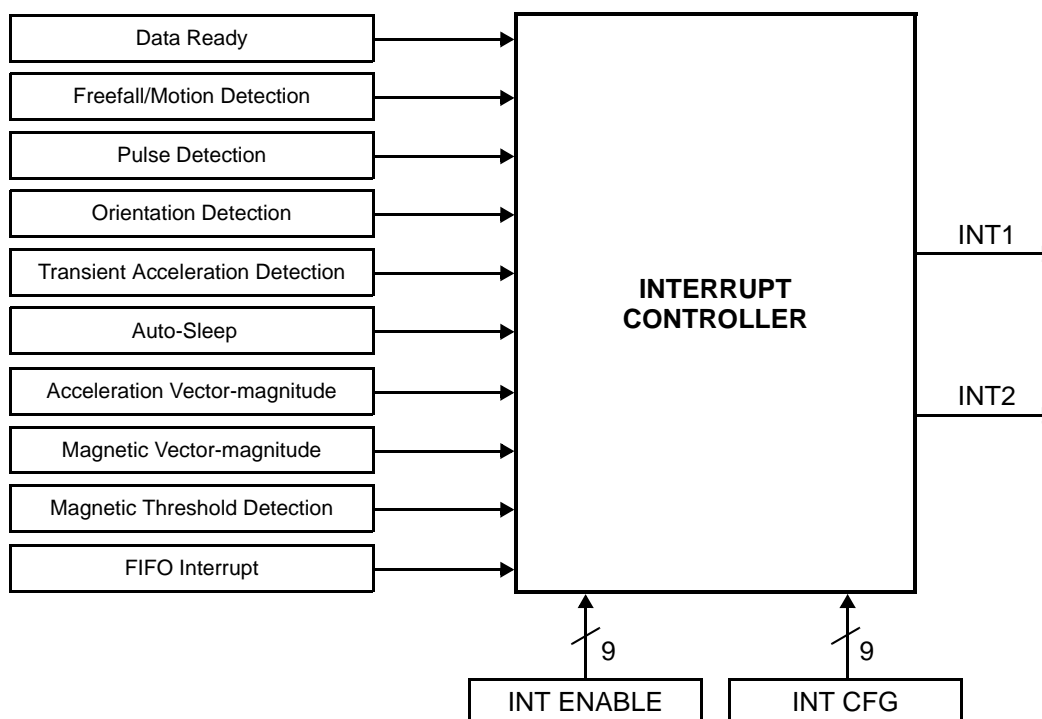 Data Ready
Freefall/Motion Detection
Pulse Detection
Orientation Detection
Transient Acceleration Detection
Auto-Sleep
Acceleration Vector-magnitude
Magnetic Vector-magnitude
Magnetic Threshold Detection
FIFO Interrupt
INTERRUPT
CONTROLLER
INT1
INT2
9
9
INT ENABLE
INT CFG